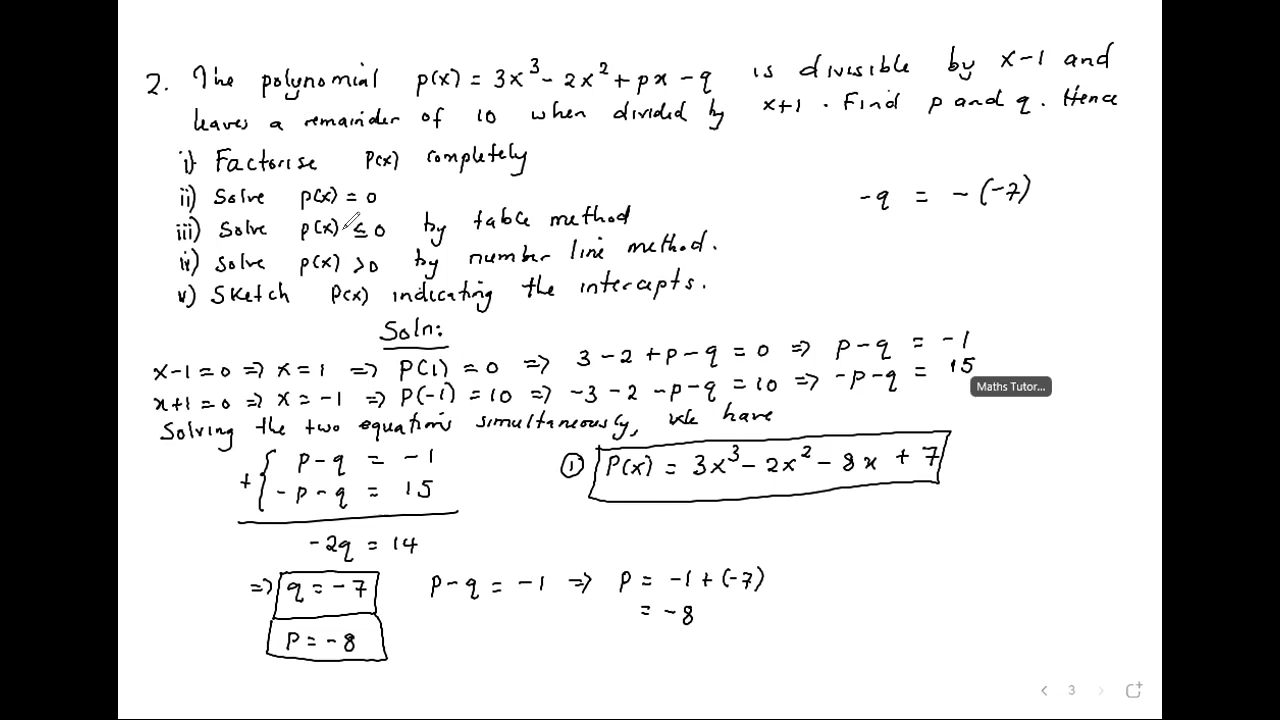 2. The polynomial p(x) = 3x³ - 2x² + px - q is divisible by x-1 and
leaves a remainder of 10 when divided by x+1. Find p and q. Hence
i) Factorise P(x) completely
ii) Solve p(x) = 0
iii) Solve p(x) ≤ 0 by table method
iv) Solve p(x) >0 by number line method.
v) Sketch P(x) indicating the intercepts.
-q = - (-7)
Soln:
x-1=0 => x=1 => P(1) = 0 => 3-2+p-q = 0 => p-q = -1
x+1=0 => x=-1 => P(-1) = 10 => -3-2-p-q = 10 => -p-q = 15
Maths Tutor...
Solving the two equations simultaneously, we have
+{ p-q = -1
-p-q = 15
-2q = 14
=> q = -7
p = -8
① P(x) = 3x³ - 2x² - 8x + 7
p-q = -1 => p = -1+(-7)
= -8
3